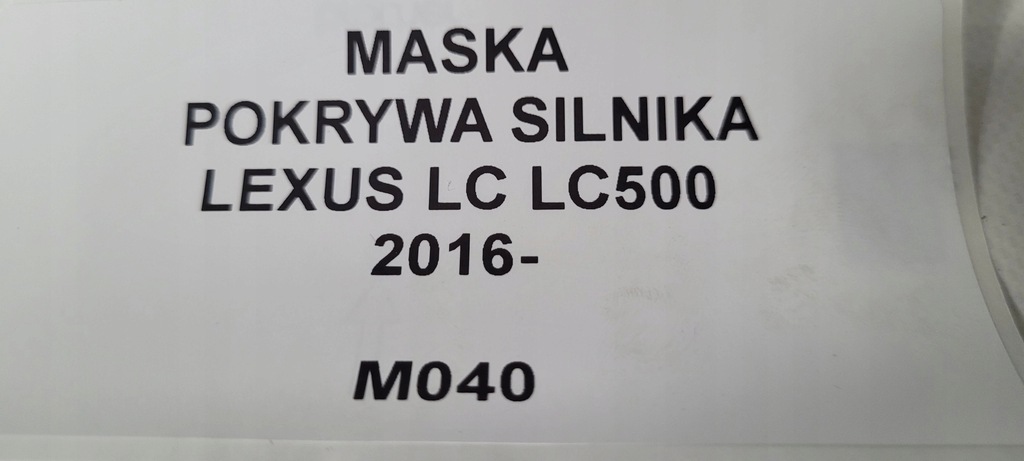 MASKA
POKRYWA SILNIKA
LEXUS LC LC500
2016-
M040